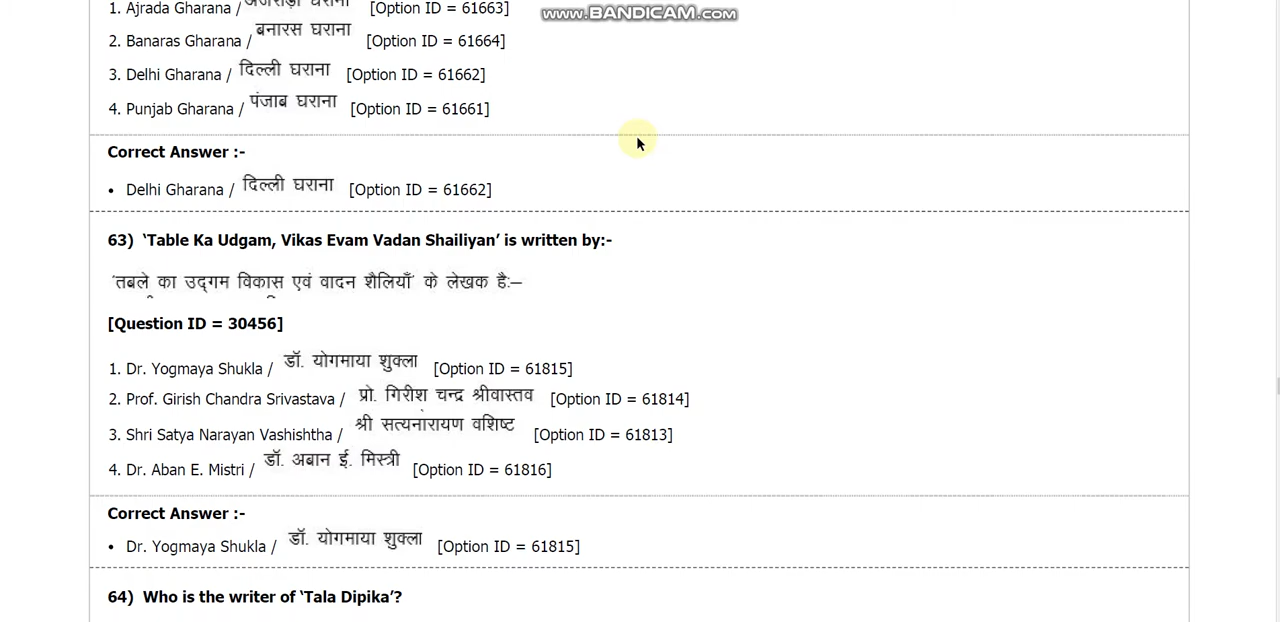 1. Ajrada Gharana / अजराड़ा घराना [Option ID = 61663]
www.BANDICAM.com
2. Banaras Gharana / बनारस घराना [Option ID = 61664]
3. Delhi Gharana / दिल्ली घराना [Option ID = 61662]
4. Punjab Gharana / पंजाब घराना [Option ID = 61661]
Correct Answer :-
• Delhi Gharana / दिल्ली घराना [Option ID = 61662]
63) ‘Table Ka Udgam, Vikas Evam Vadan Shailiyan’ is written by:-
‘तबले का उद्गम विकास एवं वादन शैलियाँ’ के लेखक है:–
[Question ID = 30456]
1. Dr. Yogmaya Shukla / डॉ. योगमाया शुक्ला [Option ID = 61815]
2. Prof. Girish Chandra Srivastava / प्रो. गिरीश चन्द्र श्रीवास्तव [Option ID = 61814]
3. Shri Satya Narayan Vashishtha / श्री सत्यनारायण वशिष्ट [Option ID = 61813]
4. Dr. Aban E. Mistri / डॉ. अबान ई. मिस्त्री [Option ID = 61816]
Correct Answer :-
• Dr. Yogmaya Shukla / डॉ. योगमाया शुक्ला [Option ID = 61815]
64) Who is the writer of ‘Tala Dipika’?